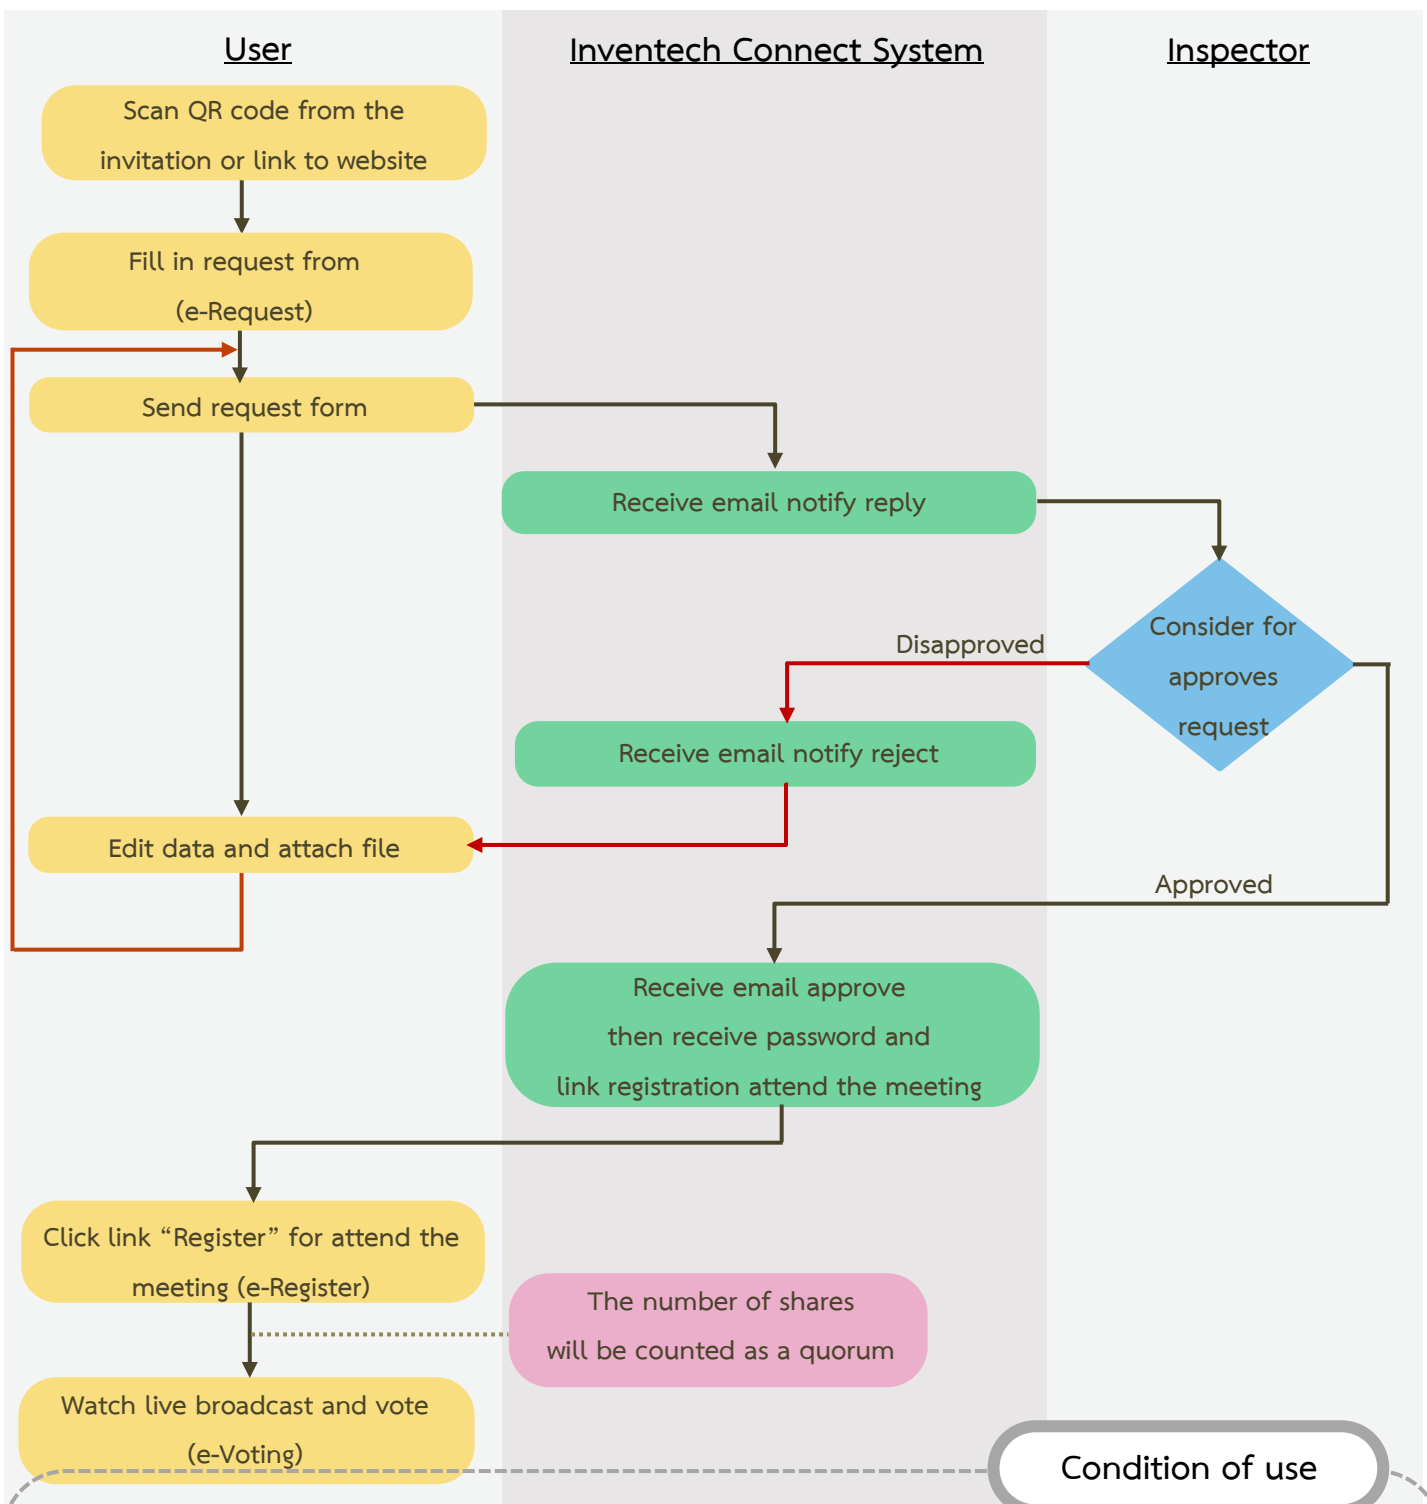 User
Inventech Connect System
Inspector
Scan QR code from the
invitation or link to website
Fill in request from
(e-Request)
Send request form
Receive email notify reply
Consider for
approves
request
Disapproved
Receive email notify reject
Edit data and attach file
Approved
Receive email approve
then receive password and
link registration attend the meeting
Click link “Register” for attend the
meeting (e-Register)
The number of shares
will be counted as a quorum
Watch live broadcast and vote
(e-Voting)
Condition of use